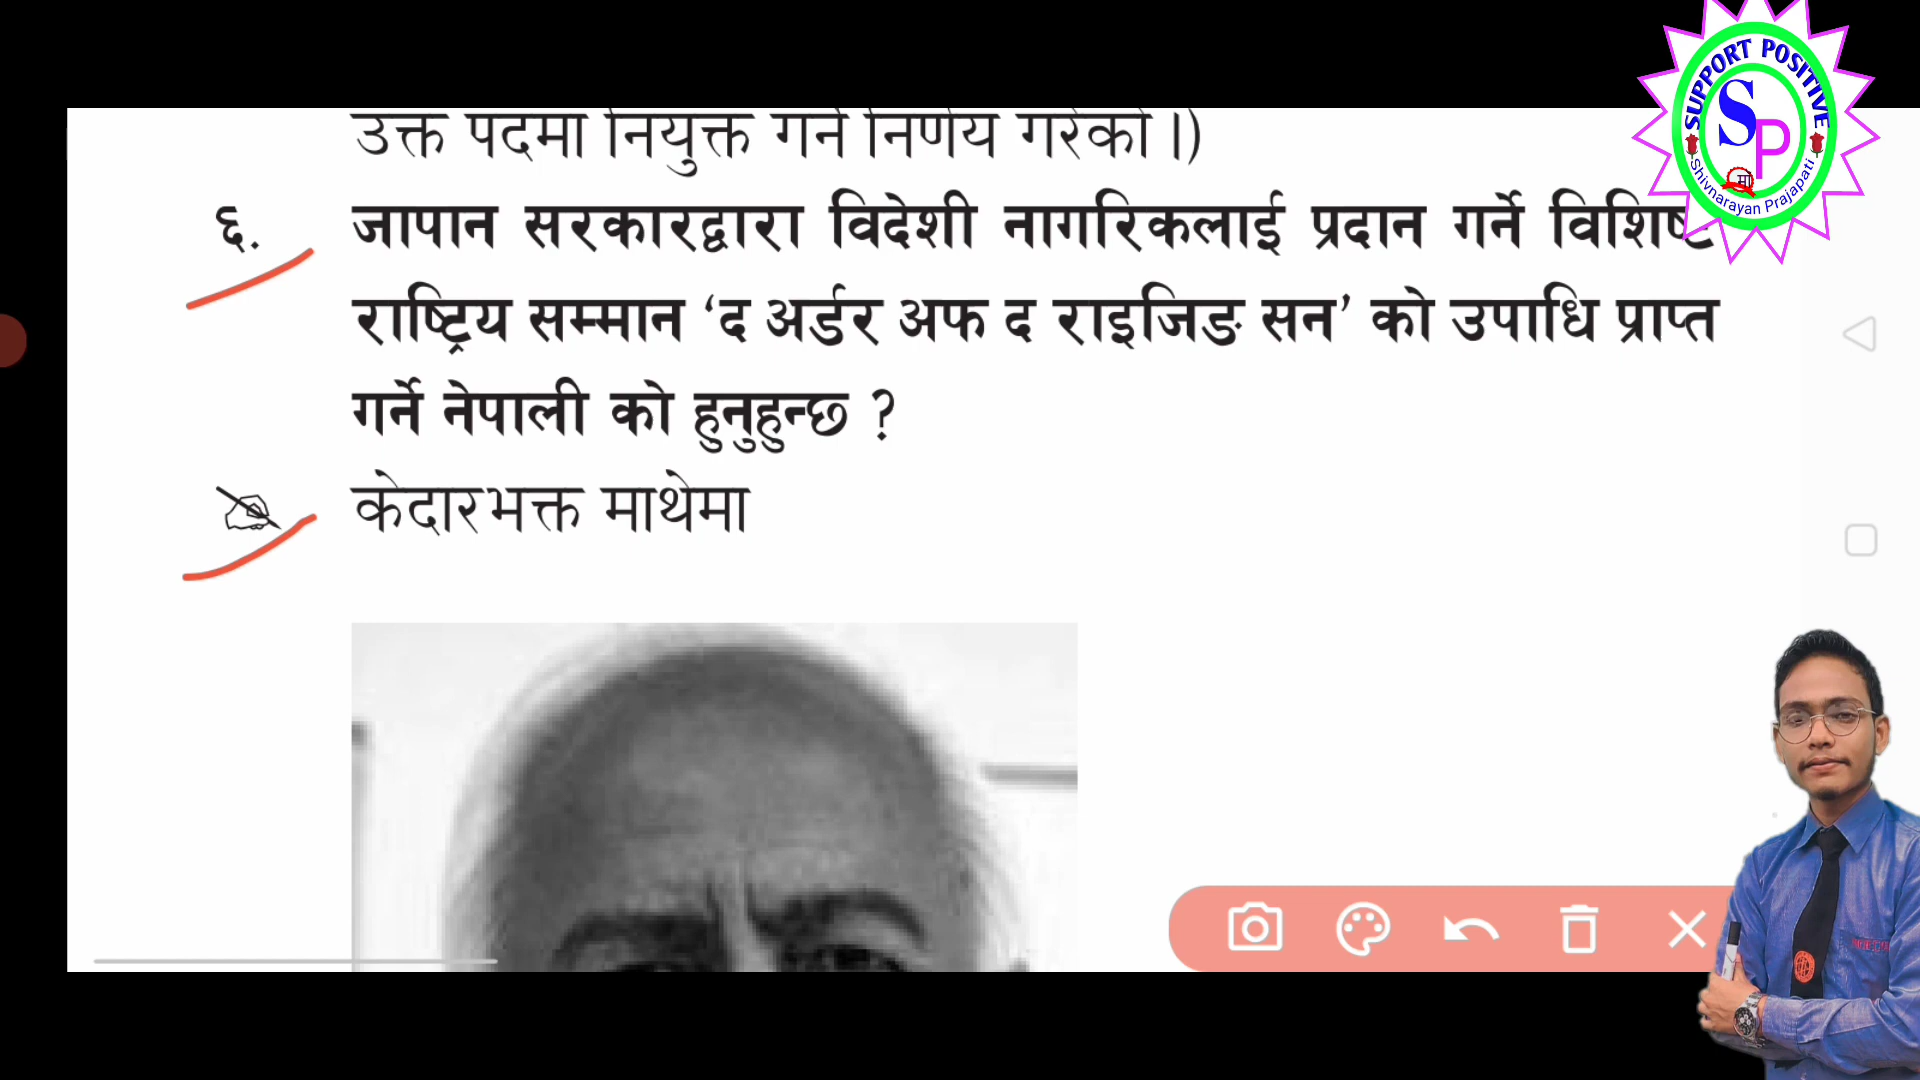 उक्त पदमा नियुक्त गर्ने निर्णय गरेको।)
६. जापान सरकारद्वारा विदेशी नागरिकलाई प्रदान गर्ने विशिष्ट
राष्ट्रिय सम्मान ‘द अर्डर अफ द राइजिङ सन’ को उपाधि प्राप्त
गर्ने नेपाली को हुनुहुन्छ ?
केदारभक्त माथेमा
SUPPORT POSITIVE
SP
माँ
Shivnarayan Prajapati